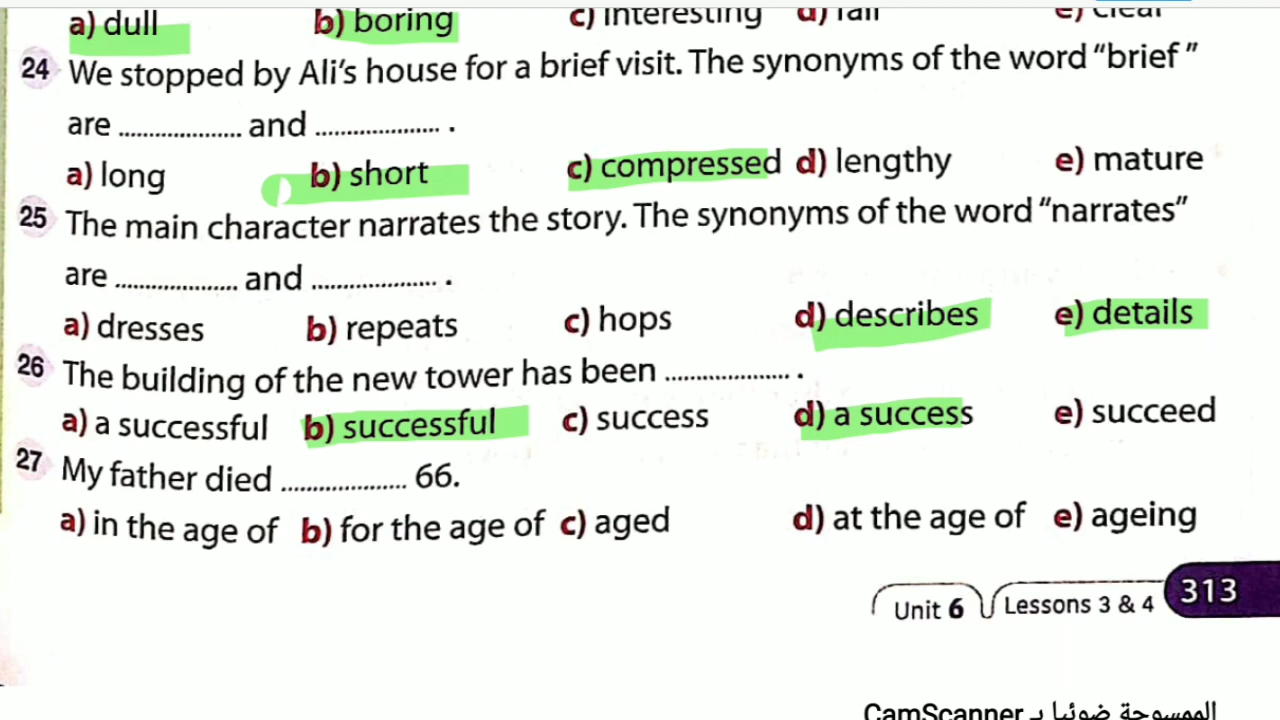 a) dull b) boring c) interesting d) fair e) clear
24 We stopped by Ali's house for a brief visit. The synonyms of the word "brief "
are .................... and .................... .
a) long b) short c) compressed d) lengthy e) mature
25 The main character narrates the story. The synonyms of the word "narrates"
are .................... and .................... .
a) dresses b) repeats c) hops d) describes e) details
26 The building of the new tower has been .................... .
a) a successful b) successful c) success d) a success e) succeed
27 My father died .................... 66.
a) in the age of b) for the age of c) aged d) at the age of e) ageing
Unit 6 Lessons 3 & 4 313
الممسوحة ضوئيا بـ CamScanner